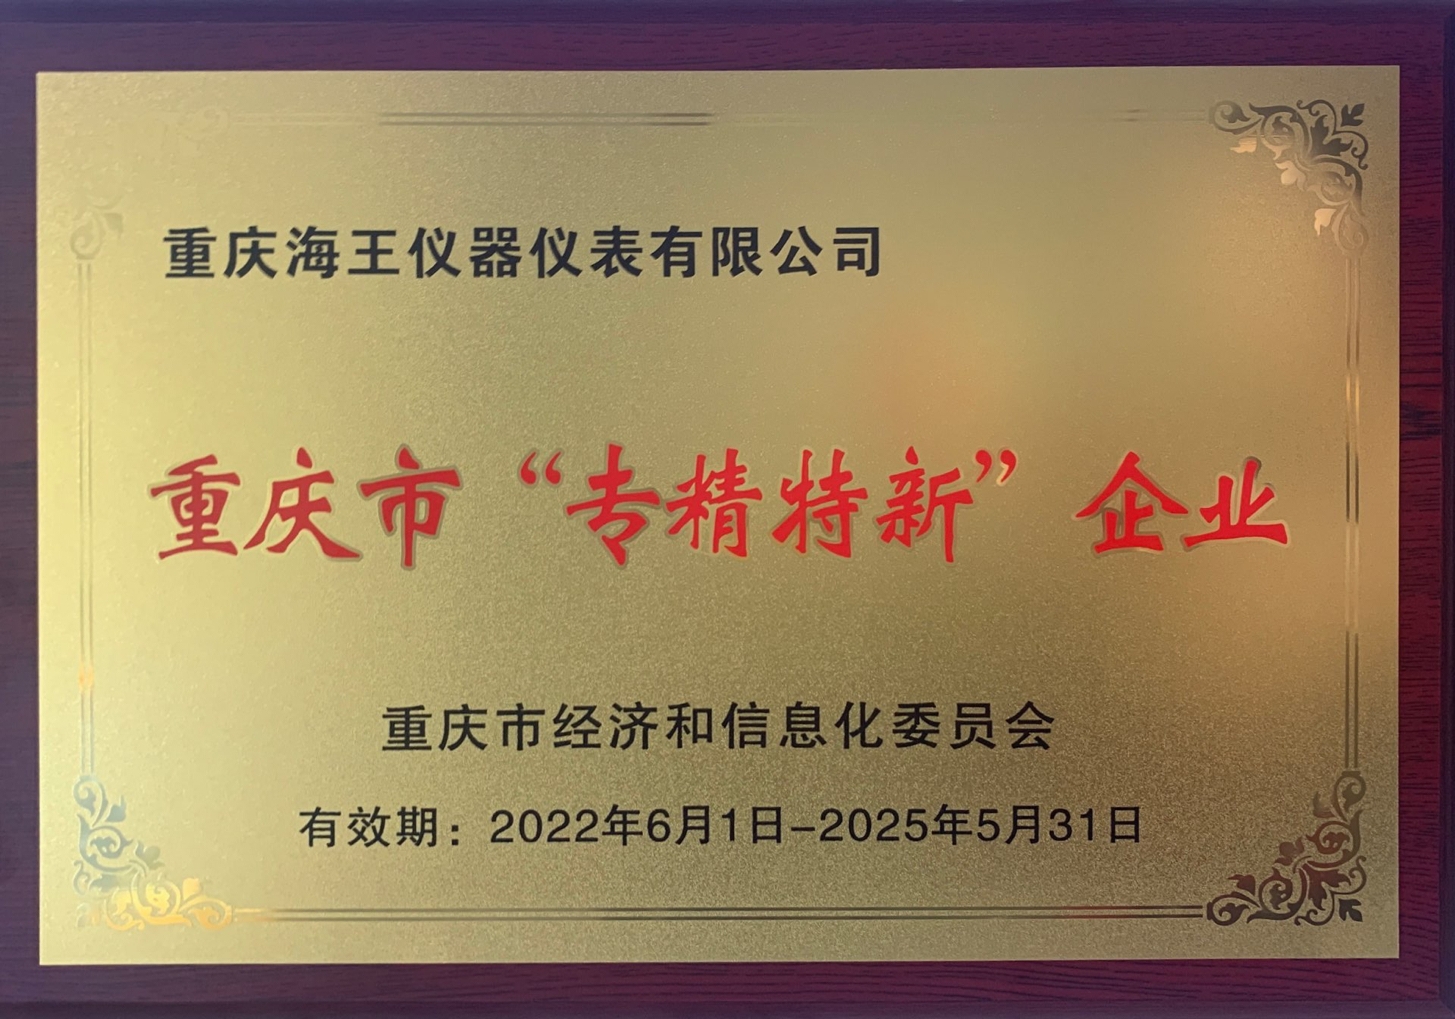 重庆海王仪器仪表有限公司
重庆市“专精特新”企业
重庆市经济和信息化委员会
有效期：2022年6月1日-2025年5月31日